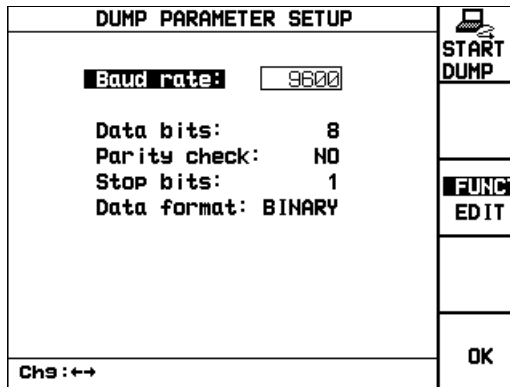 DUMP PARAMETER SETUP
Baud rate: 9600
Data bits: 8
Parity check: NO
Stop bits: 1
Data format: BINARY
Chg:←→
START
DUMP
FUNCT
EDIT
OK